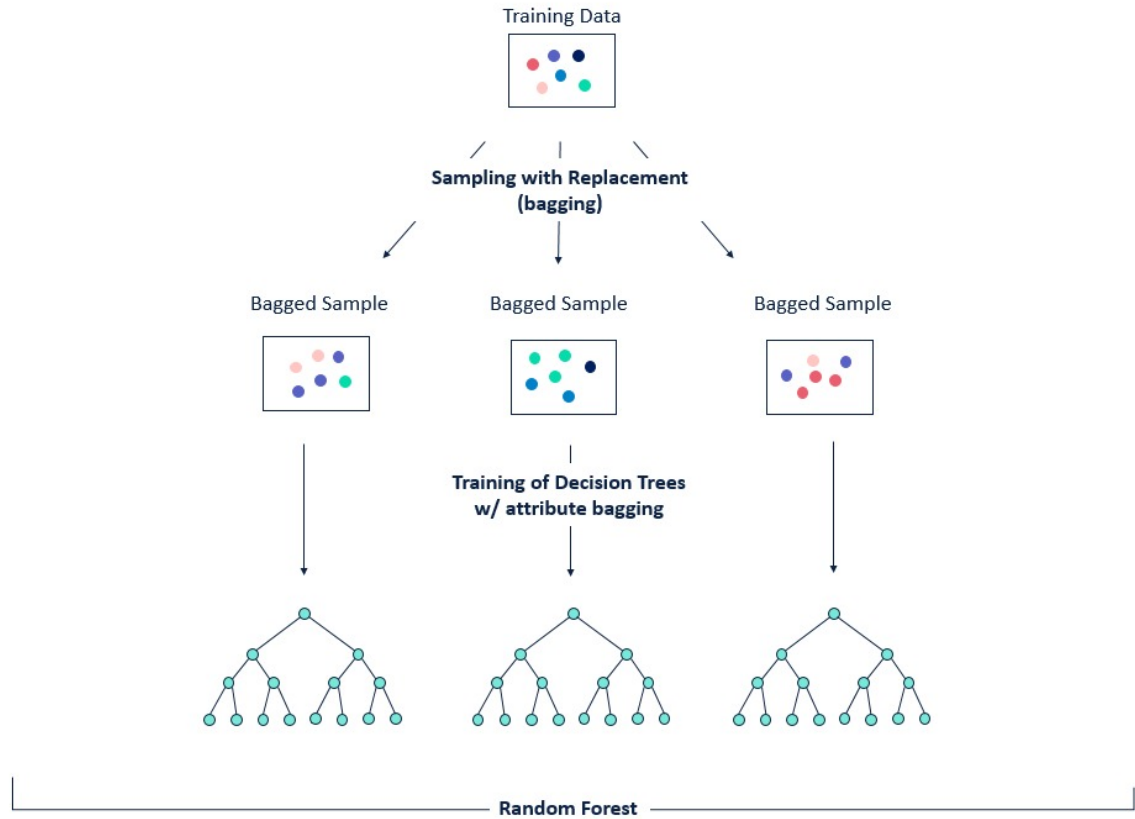 Training Data
Sampling with Replacement
(bagging)
Bagged Sample
Bagged Sample
Bagged Sample
Training of Decision Trees
w/ attribute bagging
Random Forest